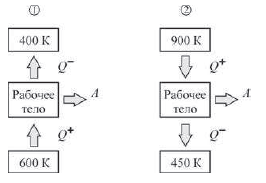 ①
400 К
Q⁻
Рабочее
тело
A
Q⁺
600 К
②
900 К
Q⁺
Рабочее
тело
A
Q⁻
450 К